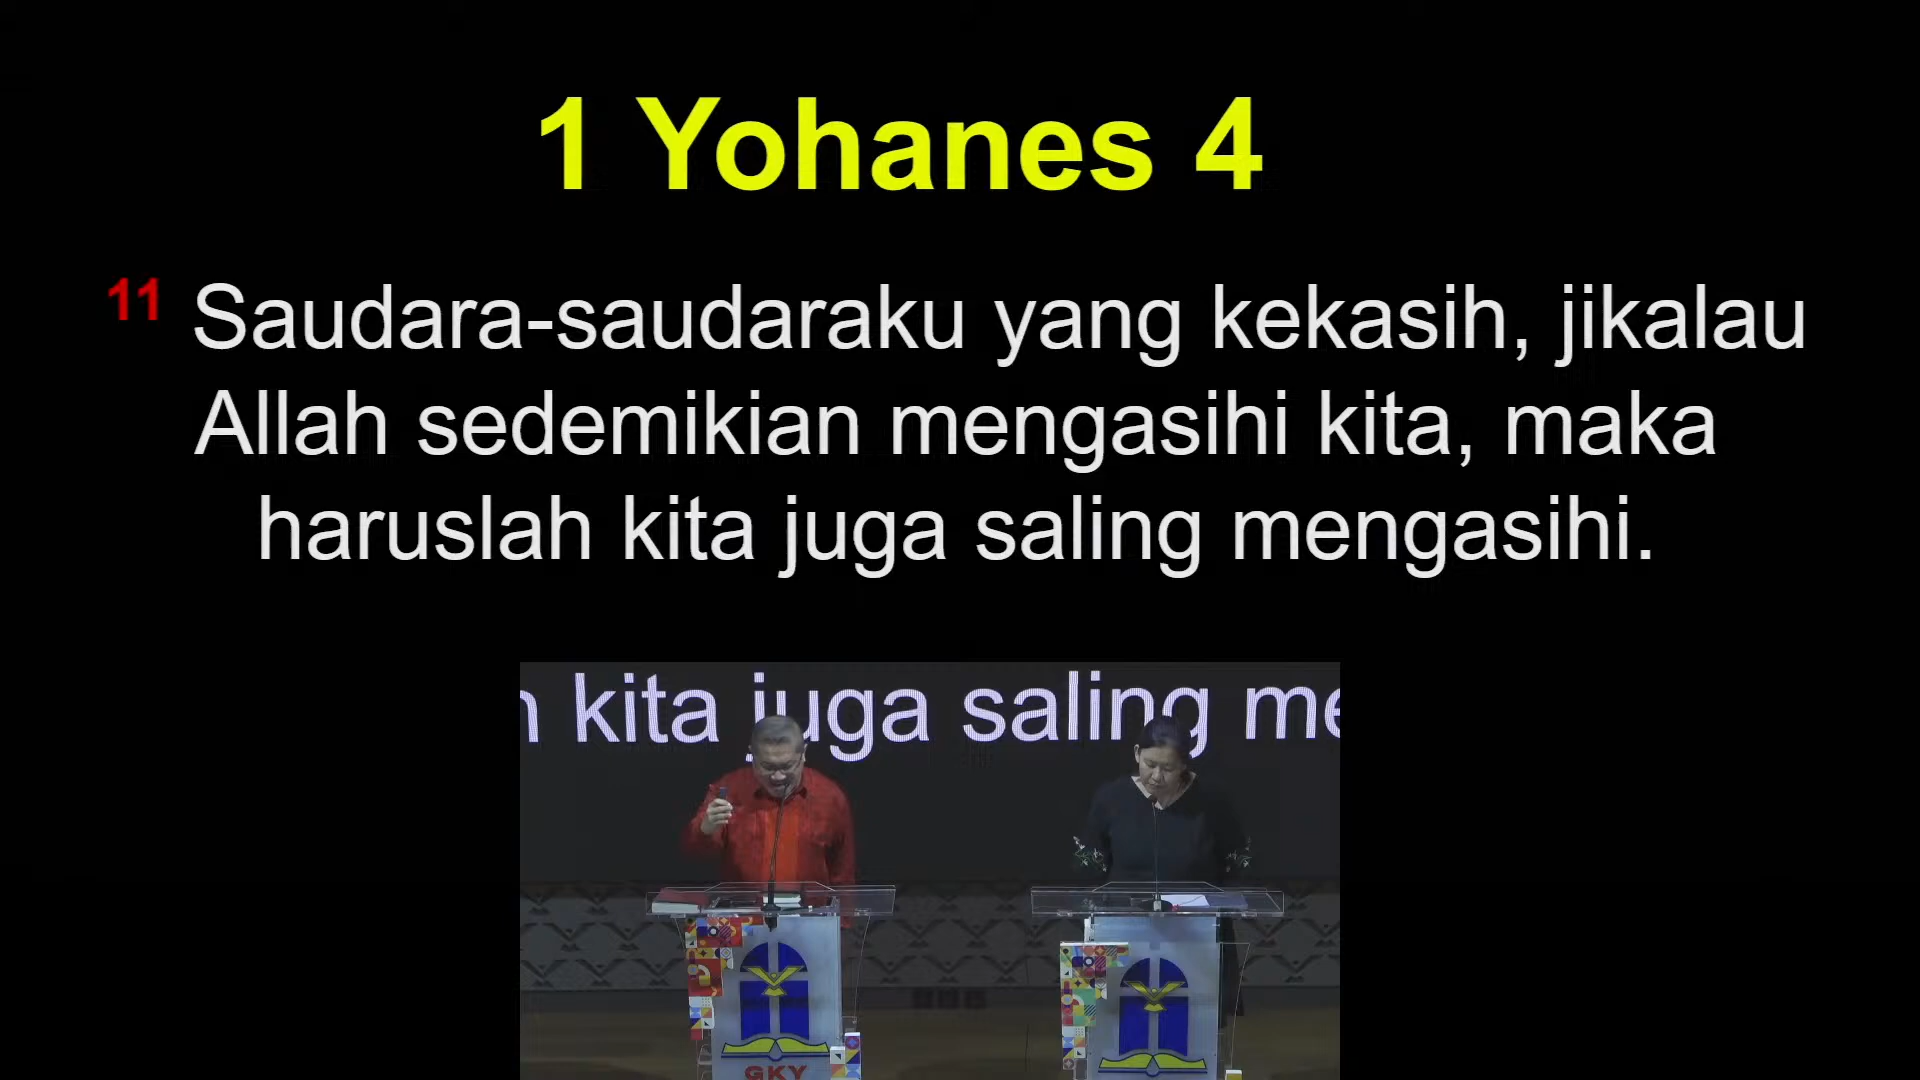 1 Yohanes 4
11 Saudara-saudaraku yang kekasih, jikalau
Allah sedemikian mengasihi kita, maka
haruslah kita juga saling mengasihi.
kita juga saling me
GKY